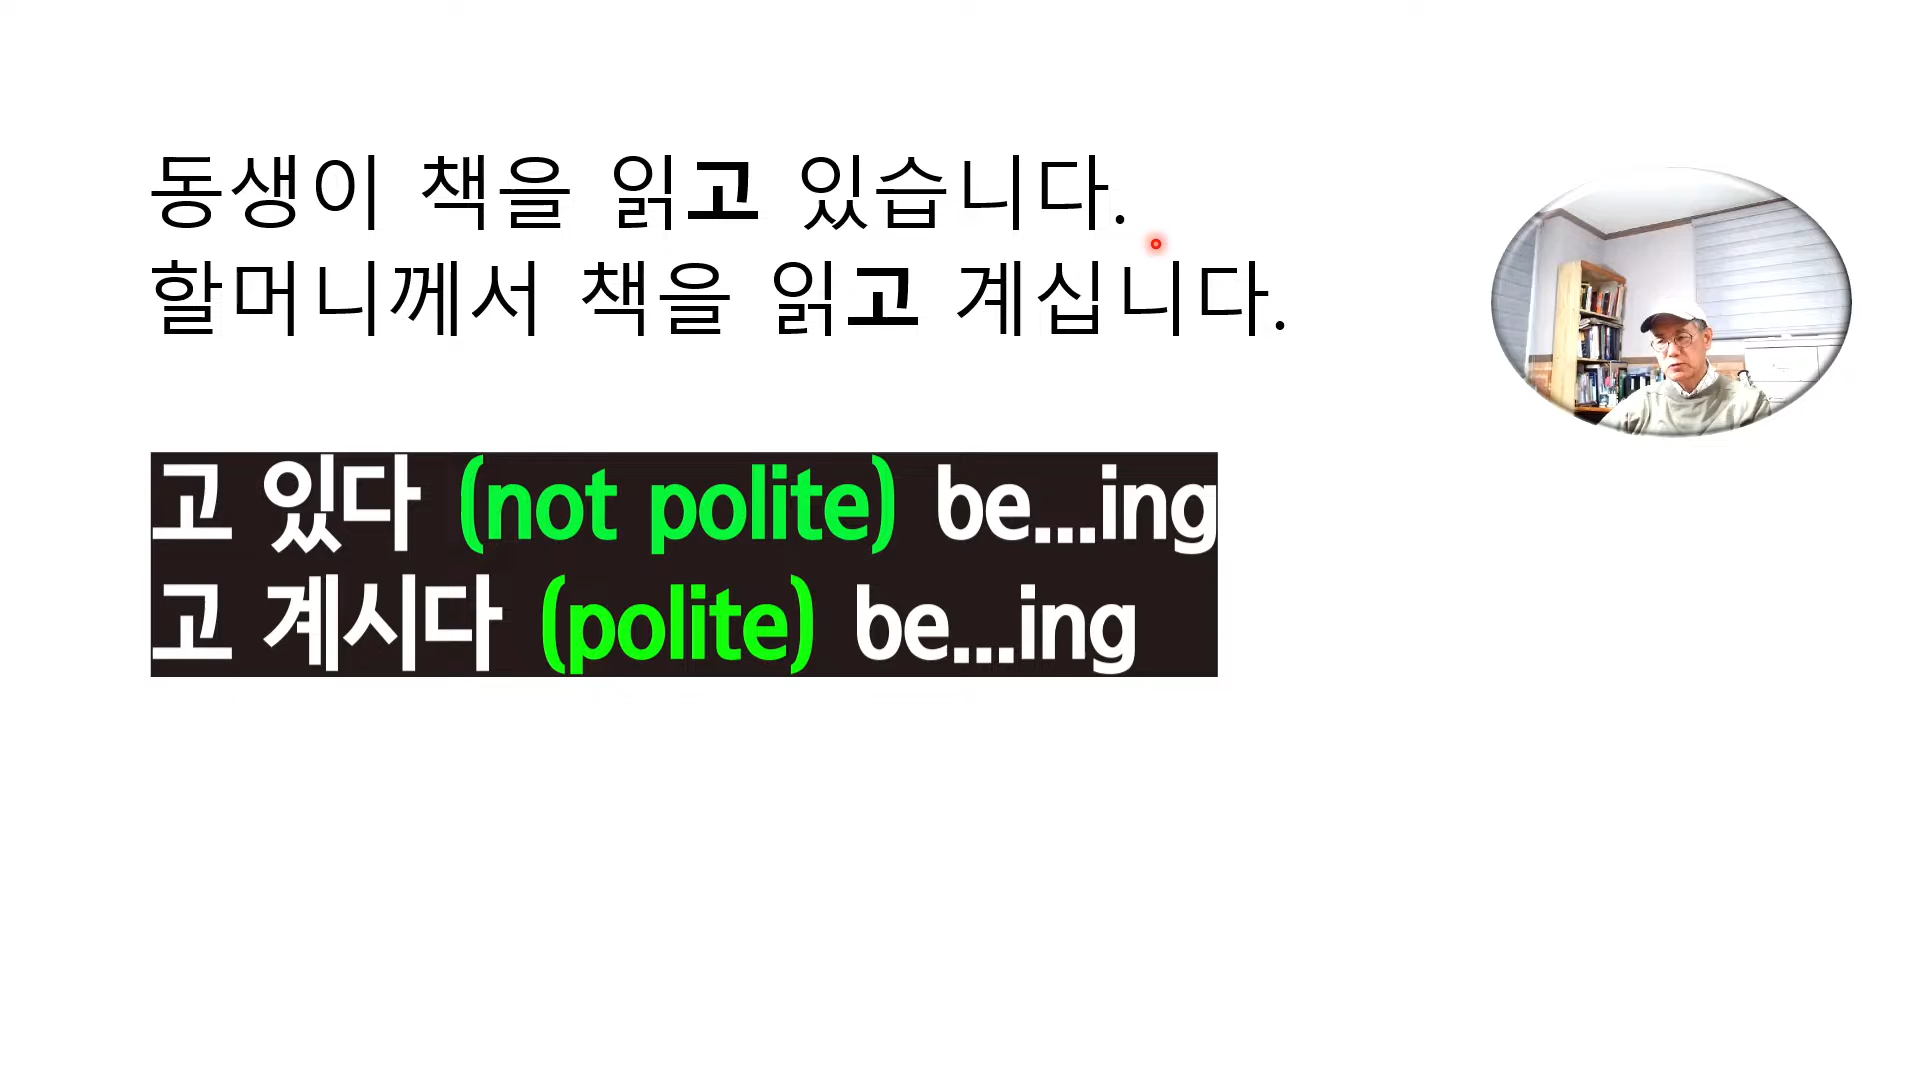 동생이 책을 읽고 있습니다.
할머니께서 책을 읽고 계십니다.
고 있다 (not polite) be...ing
고 계시다 (polite) be...ing